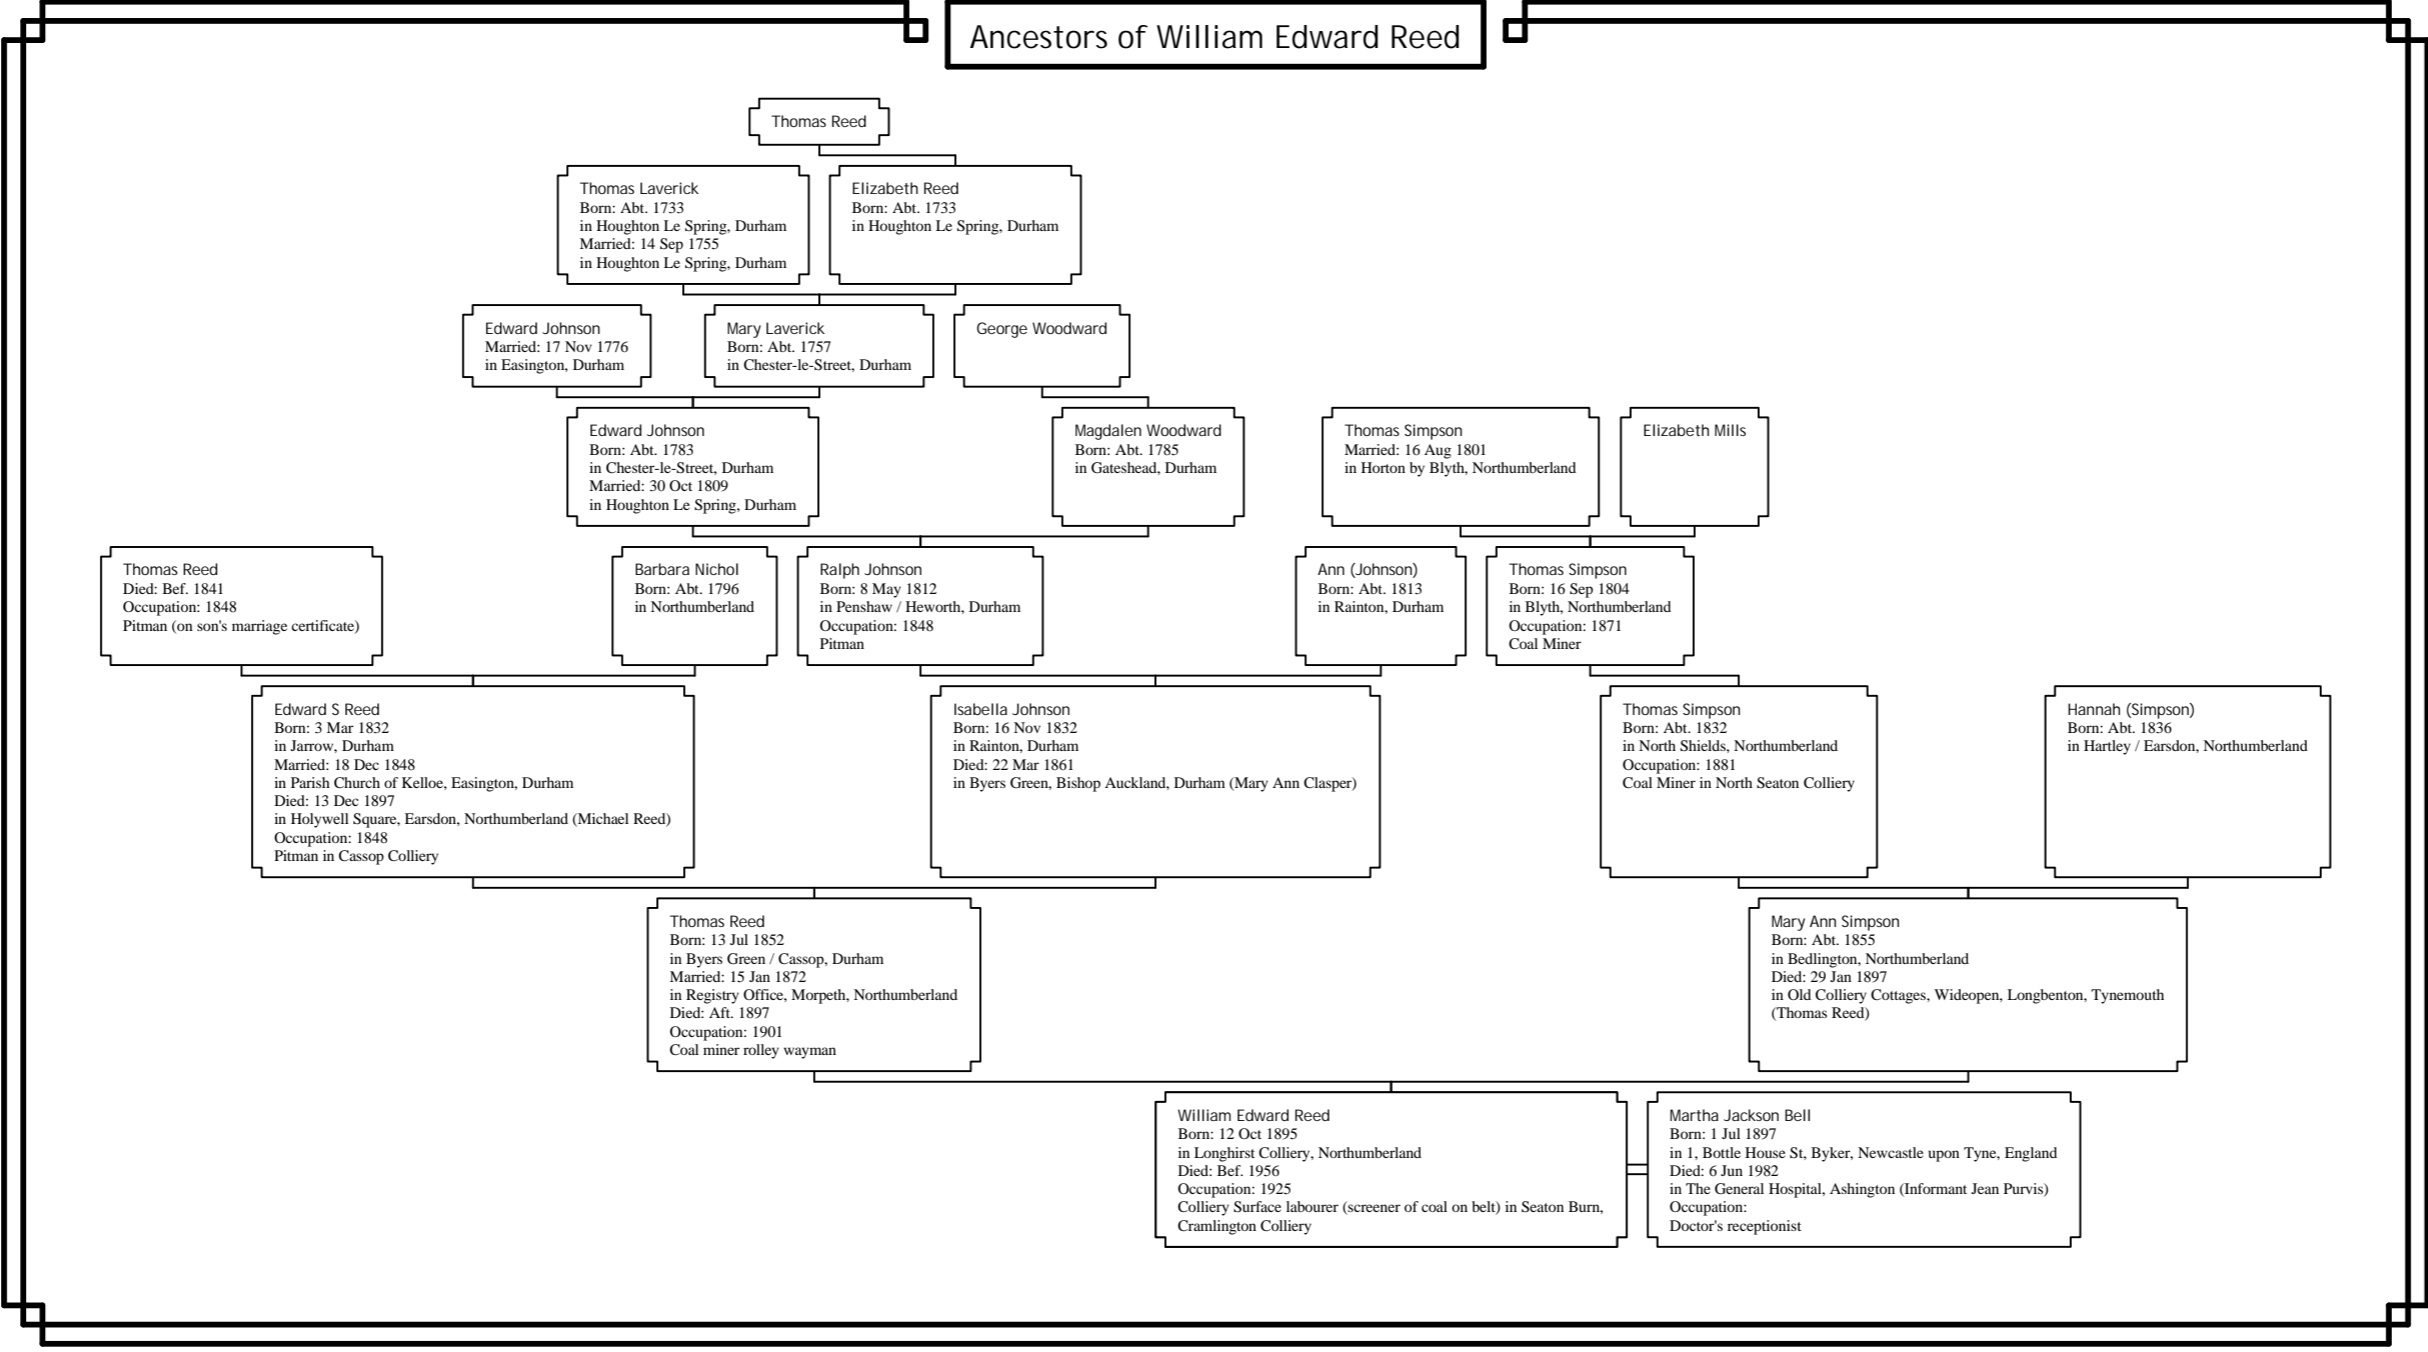 Ancestors of William Edward Reed
Thomas Reed
Thomas Laverick
Born: Abt. 1733
in Houghton Le Spring, Durham
Married: 14 Sep 1755
in Houghton Le Spring, Durham
Elizabeth Reed
Born: Abt. 1733
in Houghton Le Spring, Durham
Edward Johnson
Married: 17 Nov 1776
in Easington, Durham
Mary Laverick
Born: Abt. 1757
in Chester-le-Street, Durham
George Woodward
Edward Johnson
Born: Abt. 1783
in Chester-le-Street, Durham
Married: 30 Oct 1809
in Houghton Le Spring, Durham
Magdalen Woodward
Born: Abt. 1785
in Gateshead, Durham
Thomas Simpson
Married: 16 Aug 1801
in Horton by Blyth, Northumberland
Elizabeth Mills
Thomas Reed
Died: Bef. 1841
Occupation: 1848
Pitman (on son's marriage certificate)
Barbara Nichol
Born: Abt. 1796
in Northumberland
Ralph Johnson
Born: 8 May 1812
in Penshaw / Heworth, Durham
Occupation: 1848
Pitman
Ann (Johnson)
Born: Abt. 1813
in Rainton, Durham
Thomas Simpson
Born: 16 Sep 1804
in Blyth, Northumberland
Occupation: 1871
Coal Miner
Edward S Reed
Born: 3 Mar 1832
in Jarrow, Durham
Married: 18 Dec 1848
in Parish Church of Kelloe, Easington, Durham
Died: 13 Dec 1897
in Holywell Square, Earsdon, Northumberland (Michael Reed)
Occupation: 1848
Pitman in Cassop Colliery
Isabella Johnson
Born: 16 Nov 1832
in Rainton, Durham
Died: 22 Mar 1861
in Byers Green, Bishop Auckland, Durham (Mary Ann Clasper)
Thomas Simpson
Born: Abt. 1832
in North Shields, Northumberland
Occupation: 1881
Coal Miner in North Seaton Colliery
Hannah (Simpson)
Born: Abt. 1836
in Hartley / Earsdon, Northumberland
Thomas Reed
Born: 13 Jul 1852
in Byers Green / Cassop, Durham
Married: 15 Jan 1872
in Registry Office, Morpeth, Northumberland
Died: Aft. 1897
Occupation: 1901
Coal miner rolley wayman
Mary Ann Simpson
Born: Abt. 1855
in Bedlington, Northumberland
Died: 29 Jan 1897
in Old Colliery Cottages, Wideopen, Longbenton, Tynemouth
(Thomas Reed)
William Edward Reed
Born: 12 Oct 1895
in Longhirst Colliery, Northumberland
Died: Bef. 1956
Occupation: 1925
Colliery Surface labourer (screener of coal on belt) in Seaton Burn,
Cramlington Colliery
Martha Jackson Bell
Born: 1 Jul 1897
in 1, Bottle House St, Byker, Newcastle upon Tyne, England
Died: 6 Jun 1982
in The General Hospital, Ashington (Informant Jean Purvis)
Occupation:
Doctor's receptionist